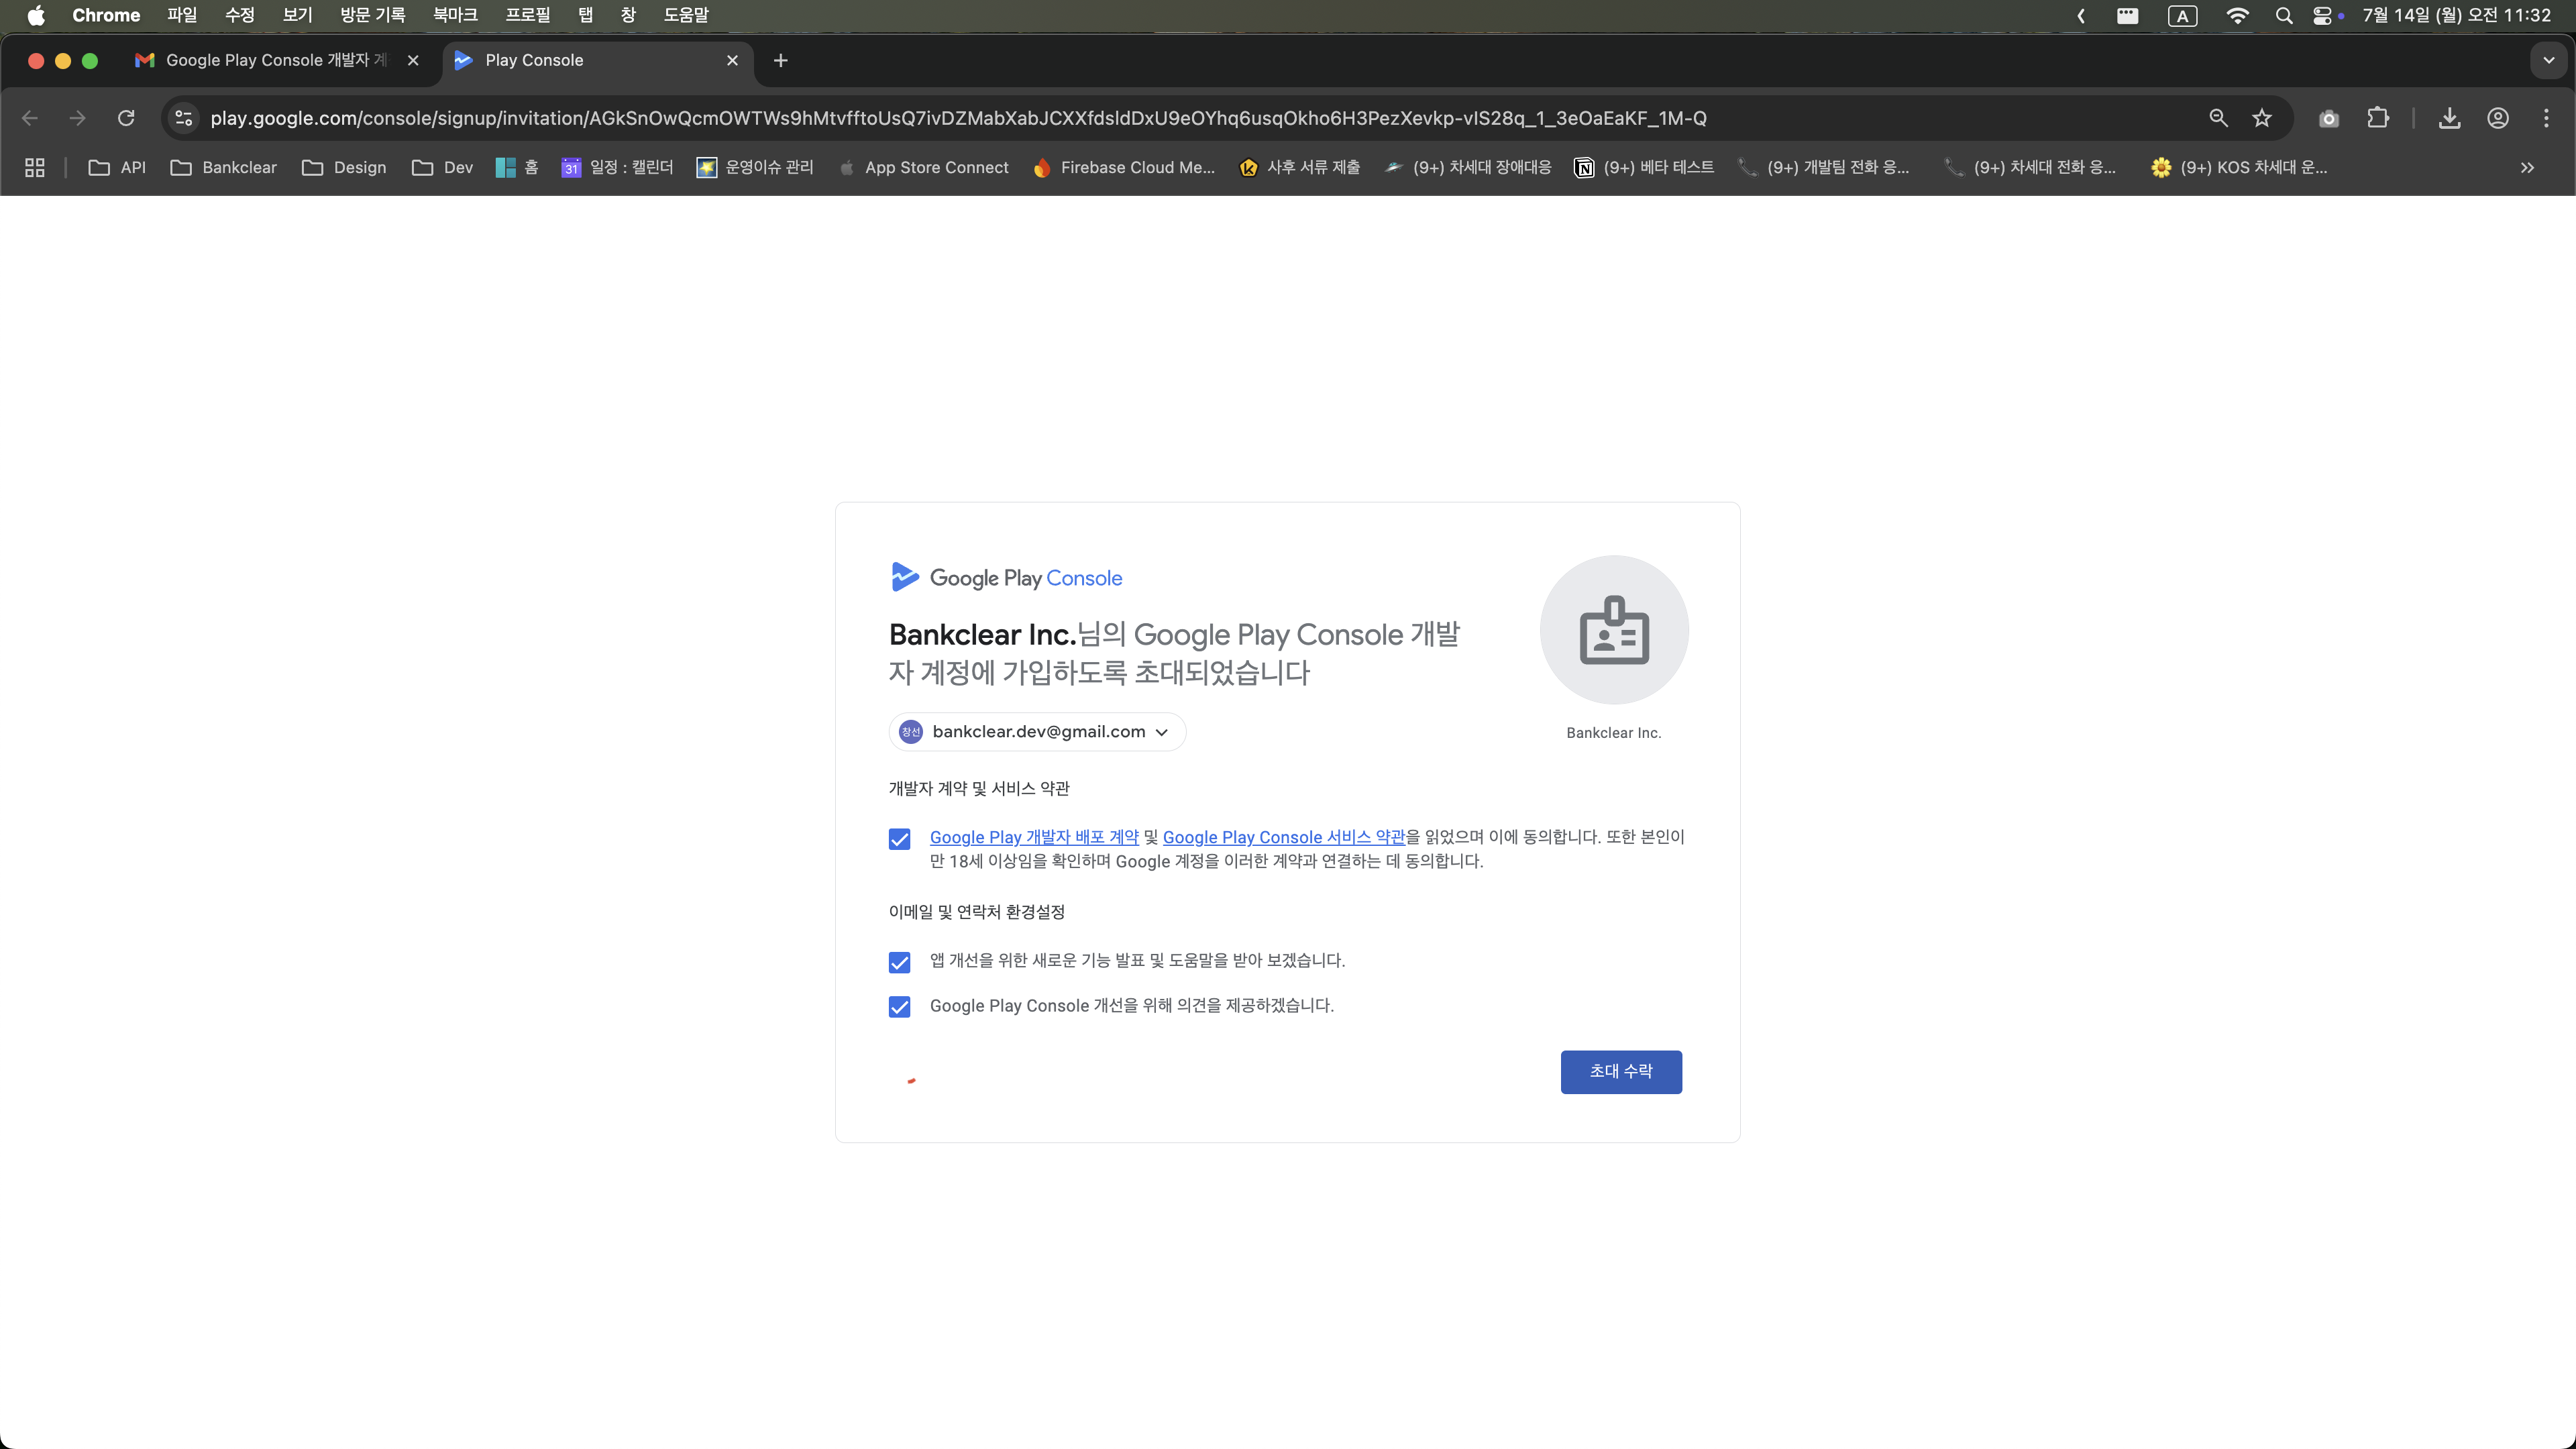 Chrome 파일 수정 보기 방문 기록 북마크 프로필 탭 창 도움말 A 7월 14일 (월) 오전 11:32
Google Play Console 개발자 계 Play Console
play.google.com/console/signup/invitation/AGkSnOwQcmOWTWs9hMtvfftoUsQ7ivDZMabXabJCXXfdsldDxU9eOYhq6usqOkho6H3PezXevkp-vIS28q_1_3eOaEaKF_1M-Q
API Bankclear Design Dev 홈 31 일정 : 캘린더 운영이슈 관리 App Store Connect Firebase Cloud Me... 사후 서류 제출 (9+) 차세대 장애대응 (9+) 베타 테스트 (9+) 개발팀 전화 응... (9+) 차세대 전화 응... (9+) KOS 차세대 운...
Google Play Console
Bankclear Inc.님의 Google Play Console 개발
자 계정에 가입하도록 초대되었습니다
창선 bankclear.dev@gmail.com
Bankclear Inc.
개발자 계약 및 서비스 약관
Google Play 개발자 배포 계약 및 Google Play Console 서비스 약관을 읽었으며 이에 동의합니다. 또한 본인이
만 18세 이상임을 확인하며 Google 계정을 이러한 계약과 연결하는 데 동의합니다.
이메일 및 연락처 환경설정
앱 개선을 위한 새로운 기능 발표 및 도움말을 받아 보겠습니다.
Google Play Console 개선을 위해 의견을 제공하겠습니다.
초대 수락